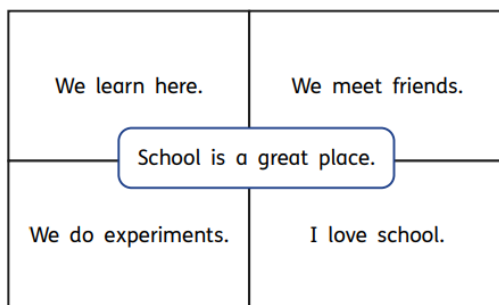 We learn here.
We meet friends.
School is a great place.
We do experiments.
I love school.